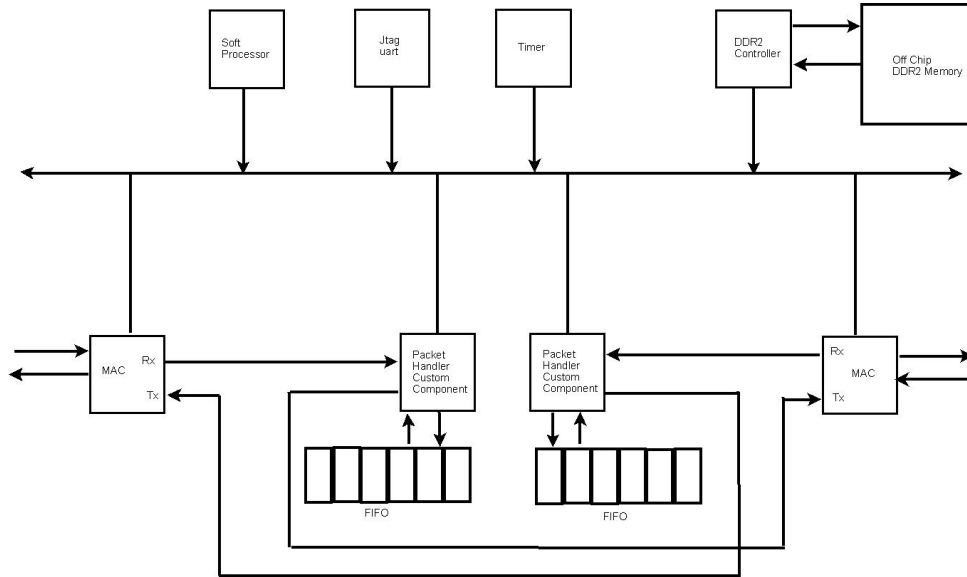 Soft
Processor
Jtag
uart
Timer
DDR2
Controller
Off Chip
DDR2 Memory
MAC
Rx
Tx
Packet
Handler
Custom
Component
Packet
Handler
Custom
Component
Rx
MAC
Tx
FIFO
FIFO